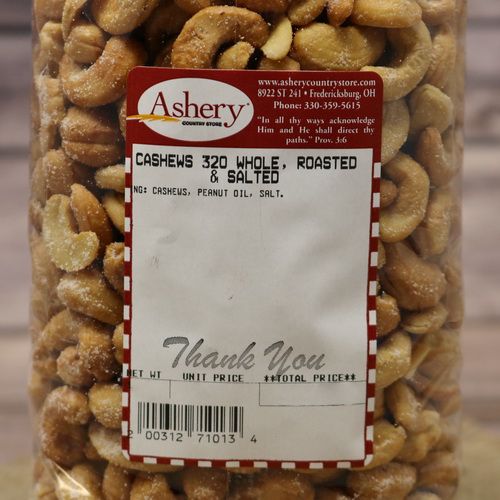 www.asherycountrystore.com
8922 ST 241 • Fredericksburg, OH
Phone: 330-359-5615
"In all thy ways acknowledge
Him and He shall direct thy
paths." Prov. 3:6
Ashery
COUNTRY STORE
CASHEWS 320 WHOLE, ROASTED
& SALTED
NG: CASHEWS, PEANUT OIL, SALT.
Thank You
NET WT UNIT PRICE **TOTAL PRICE**
2 00312 71013 4